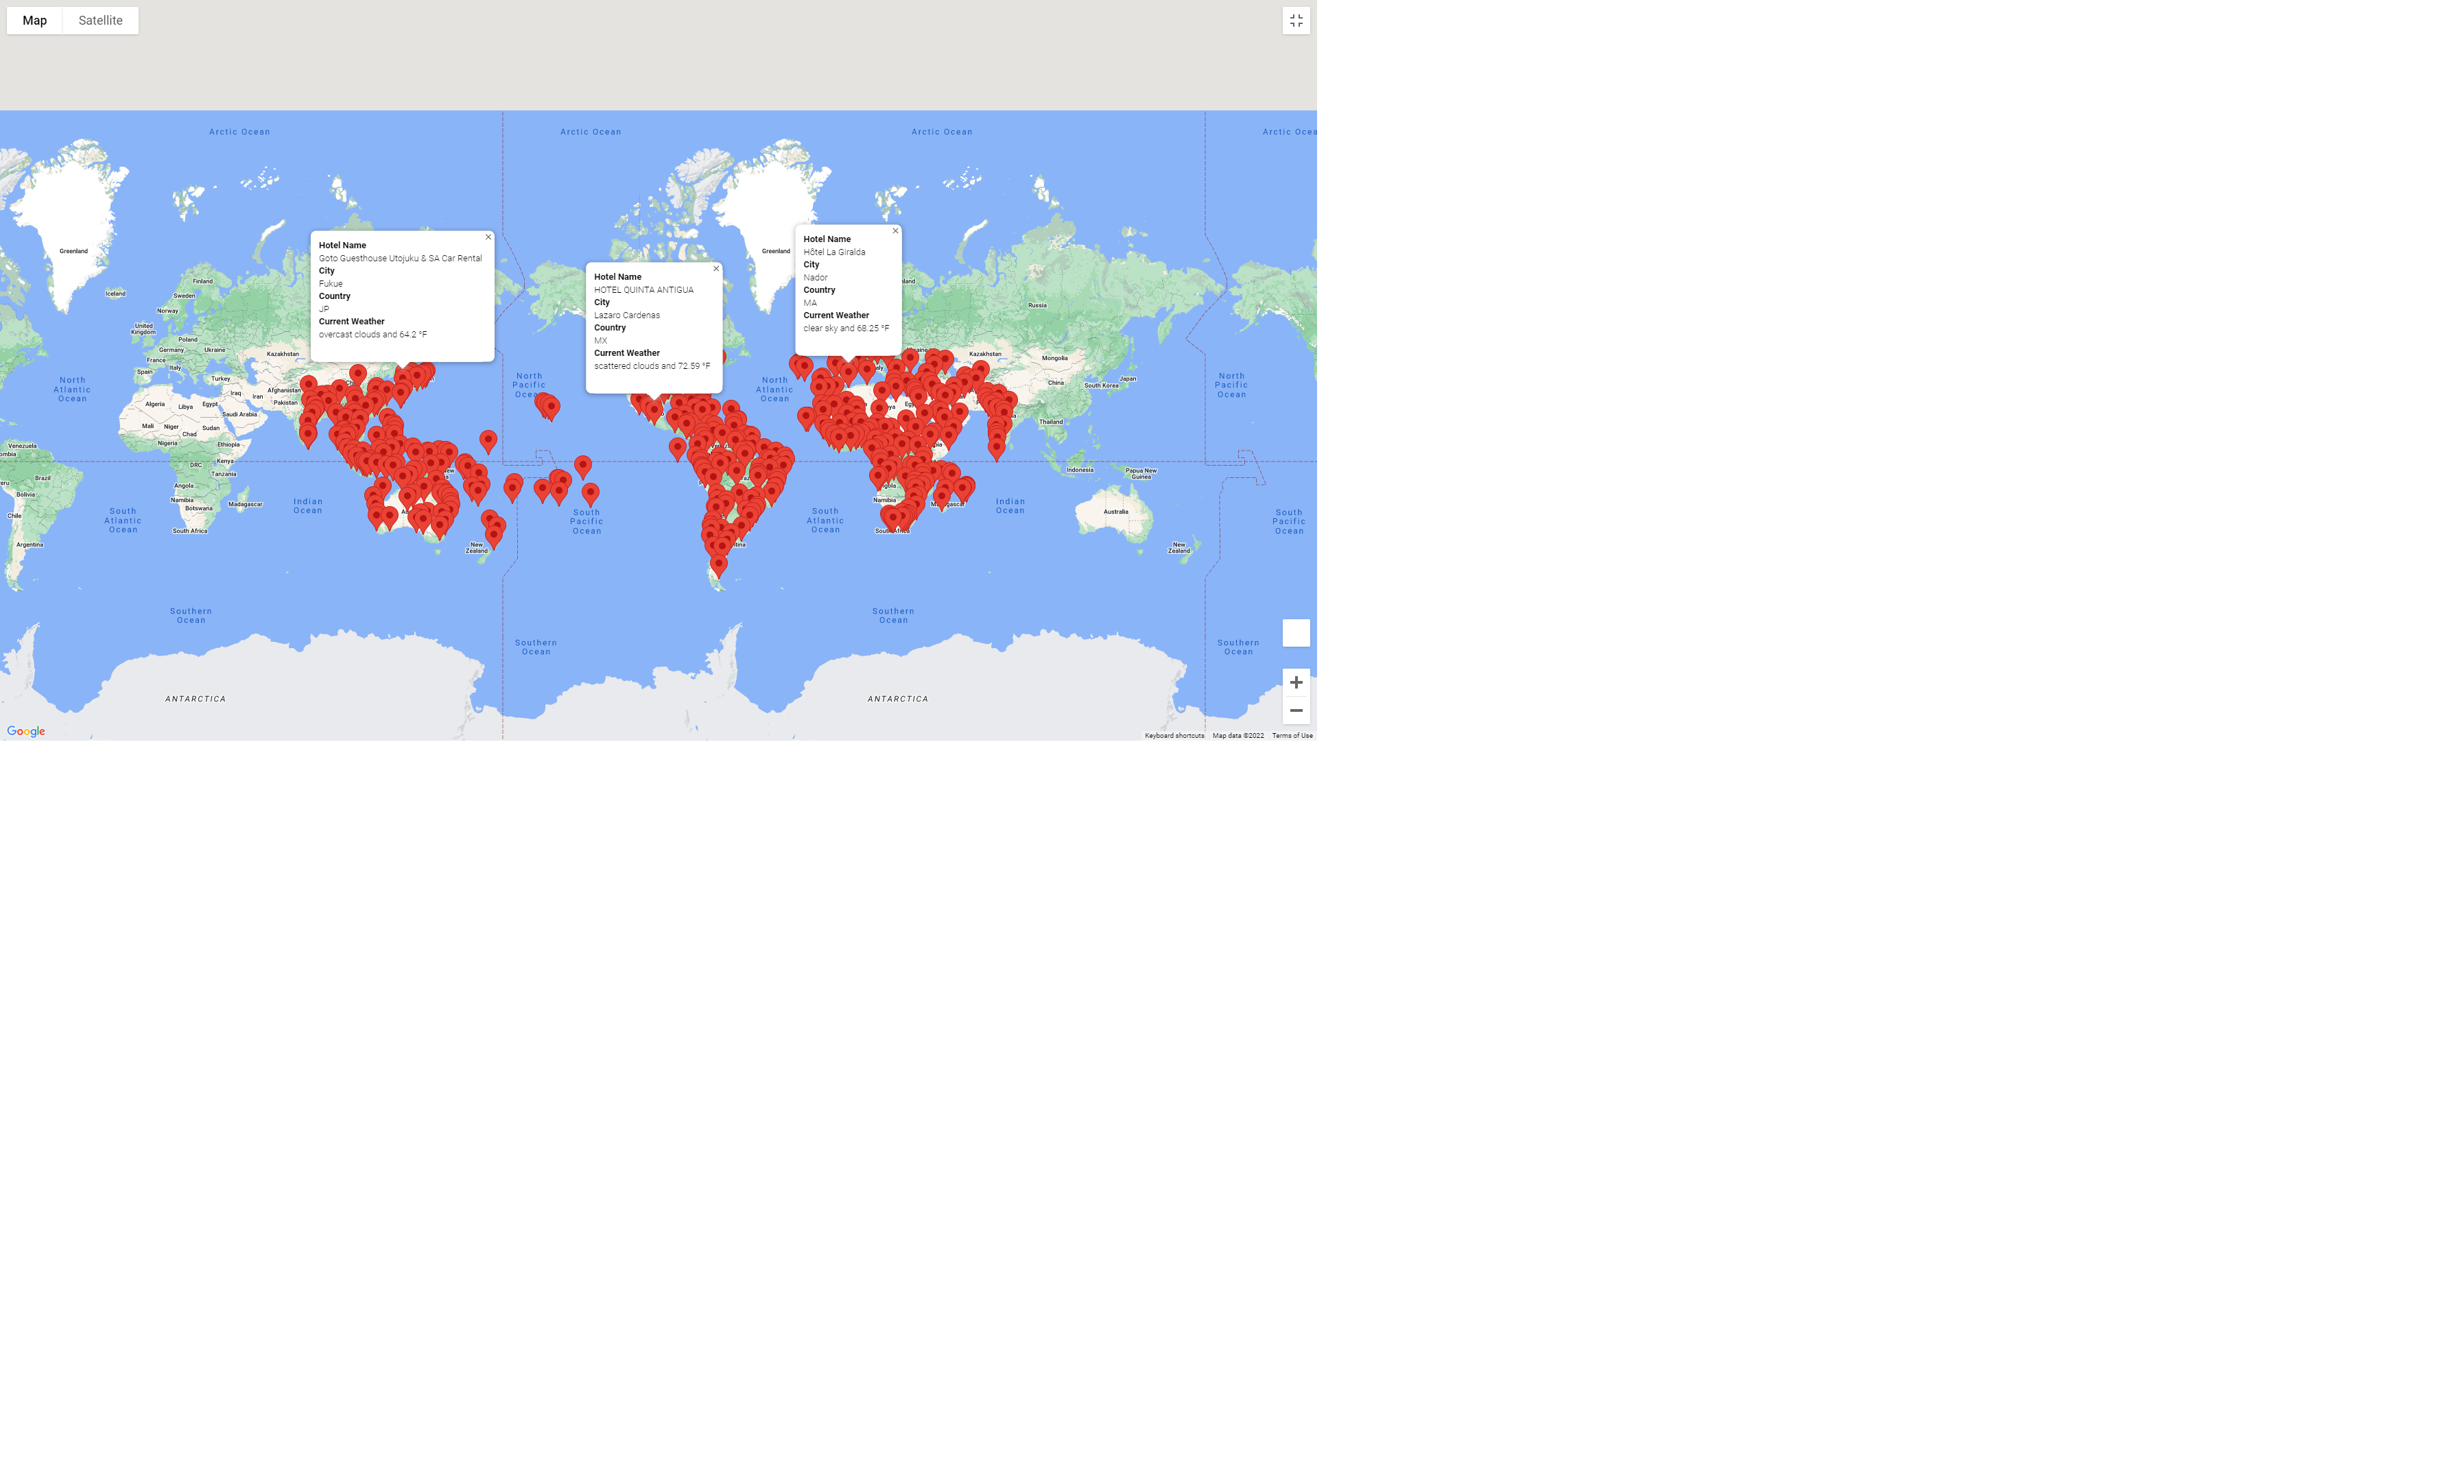 Map
Satellite
Arctic Ocean
Arctic Ocean
Arctic Ocean
Arctic Ocea
Greenland
Greenland
Iceland
Finland
Sweden
Norway
United
Kingdom
Poland
Germany
Ukraine
France
Kazakhstan
Spain
Turkey
Iraq
Iran
Afghanistan
Pakistan
Algeria
Libya
Egypt
Saudi Arabia
Mali
Niger
Chad
Sudan
Nigeria
Ethiopia
DRC
Kenya
Tanzania
Angola
Namibia
Botswana
Madagascar
South Africa
North
Atlantic
Ocean
Venezuela
ombia
Brazil
eru
Bolivia
Chile
Argentina
South
Atlantic
Ocean
Indian
Ocean
Hotel Name
Goto Guesthouse Utojuku & SA Car Rental
City
Fukue
Country
JP
Current Weather
overcast clouds and 64.2 °F
Hotel Name
HOTEL QUINTA ANTIGUA
City
Lazaro Cardenas
Country
MX
Current Weather
scattered clouds and 72.59 °F
Hotel Name
Hôtel La Giralda
City
Nador
Country
MA
Current Weather
clear sky and 68.25 °F
North
Pacific
North
Atlantic
Ocean
New
Zealand
South
Pacific
Ocean
South
Atlantic
Ocean
Russia
Kazakhstan
Mongolia
China
Japan
South Korea
Thailand
Indonesia
Papua New
Guinea
Australia
New
Zealand
Namibia
Indian
Ocean
North
Pacific
Ocean
South
Pacific
Ocean
Southern
Ocean
Southern
Ocean
Southern
Ocean
Southern
Ocean
ANTARCTICA
ANTARCTICA
Google
Keyboard shortcuts
Map data ©2022
Terms of Use